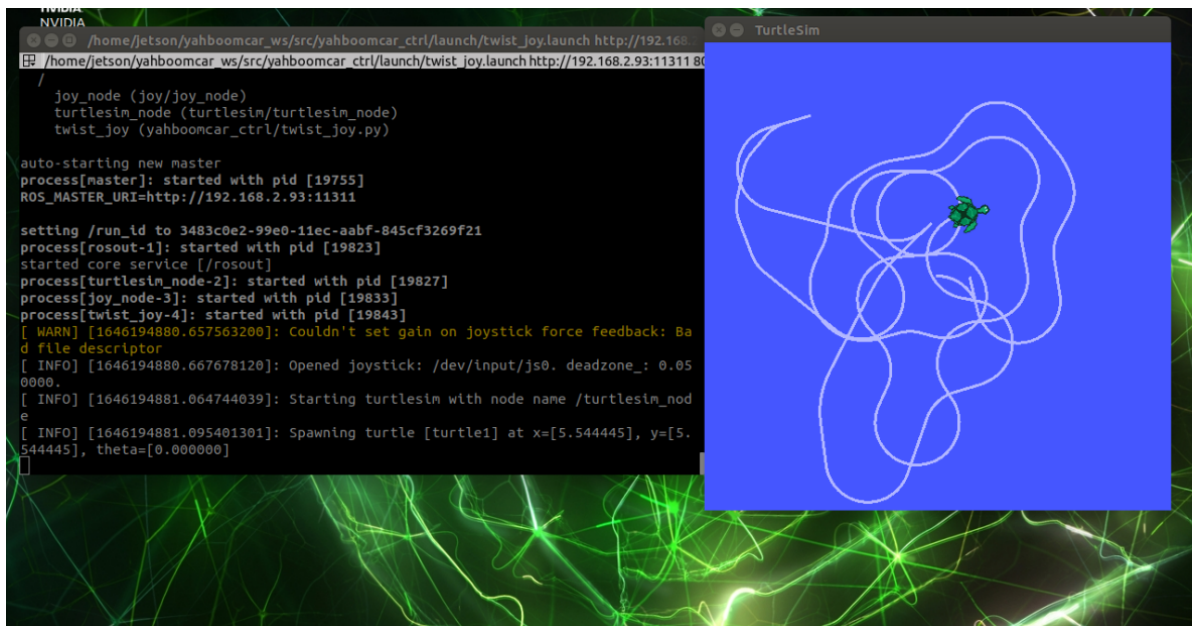 NVIDIA
/home/jetson/yahboomcar_ws/src/yahboomcar_ctrl/launch/twist_joy.launch http://192.168
/home/jetson/yahboomcar_ws/src/yahboomcar_ctrl/launch/twist_joy.launch http://192.168.2.93:11311 80
/
joy_node (joy/joy_node)
turtlesim_node (turtlesim/turtlesim_node)
twist_joy (yahboomcar_ctrl/twist_joy.py)
auto-starting new master
process[master]: started with pid [19755]
ROS_MASTER_URI=http://192.168.2.93:11311
setting /run_id to 3483c0e2-99e0-11ec-aabf-845cf3269f21
process[rosout-1]: started with pid [19823]
started core service [/rosout]
process[turtlesim_node-2]: started with pid [19827]
process[joy_node-3]: started with pid [19833]
process[twist_joy-4]: started with pid [19843]
[ WARN] [1646194880.657563200]: Couldn't set gain on joystick force feedback: Ba
d file descriptor
[ INFO] [1646194880.667678120]: Opened joystick: /dev/input/js0. deadzone_: 0.05
0000.
[ INFO] [1646194881.064744039]: Starting turtlesim with node name /turtlesim_nod
e
[ INFO] [1646194881.095401301]: Spawning turtle [turtle1] at x=[5.544445], y=[5.
544445], theta=[0.000000]
TurtleSim